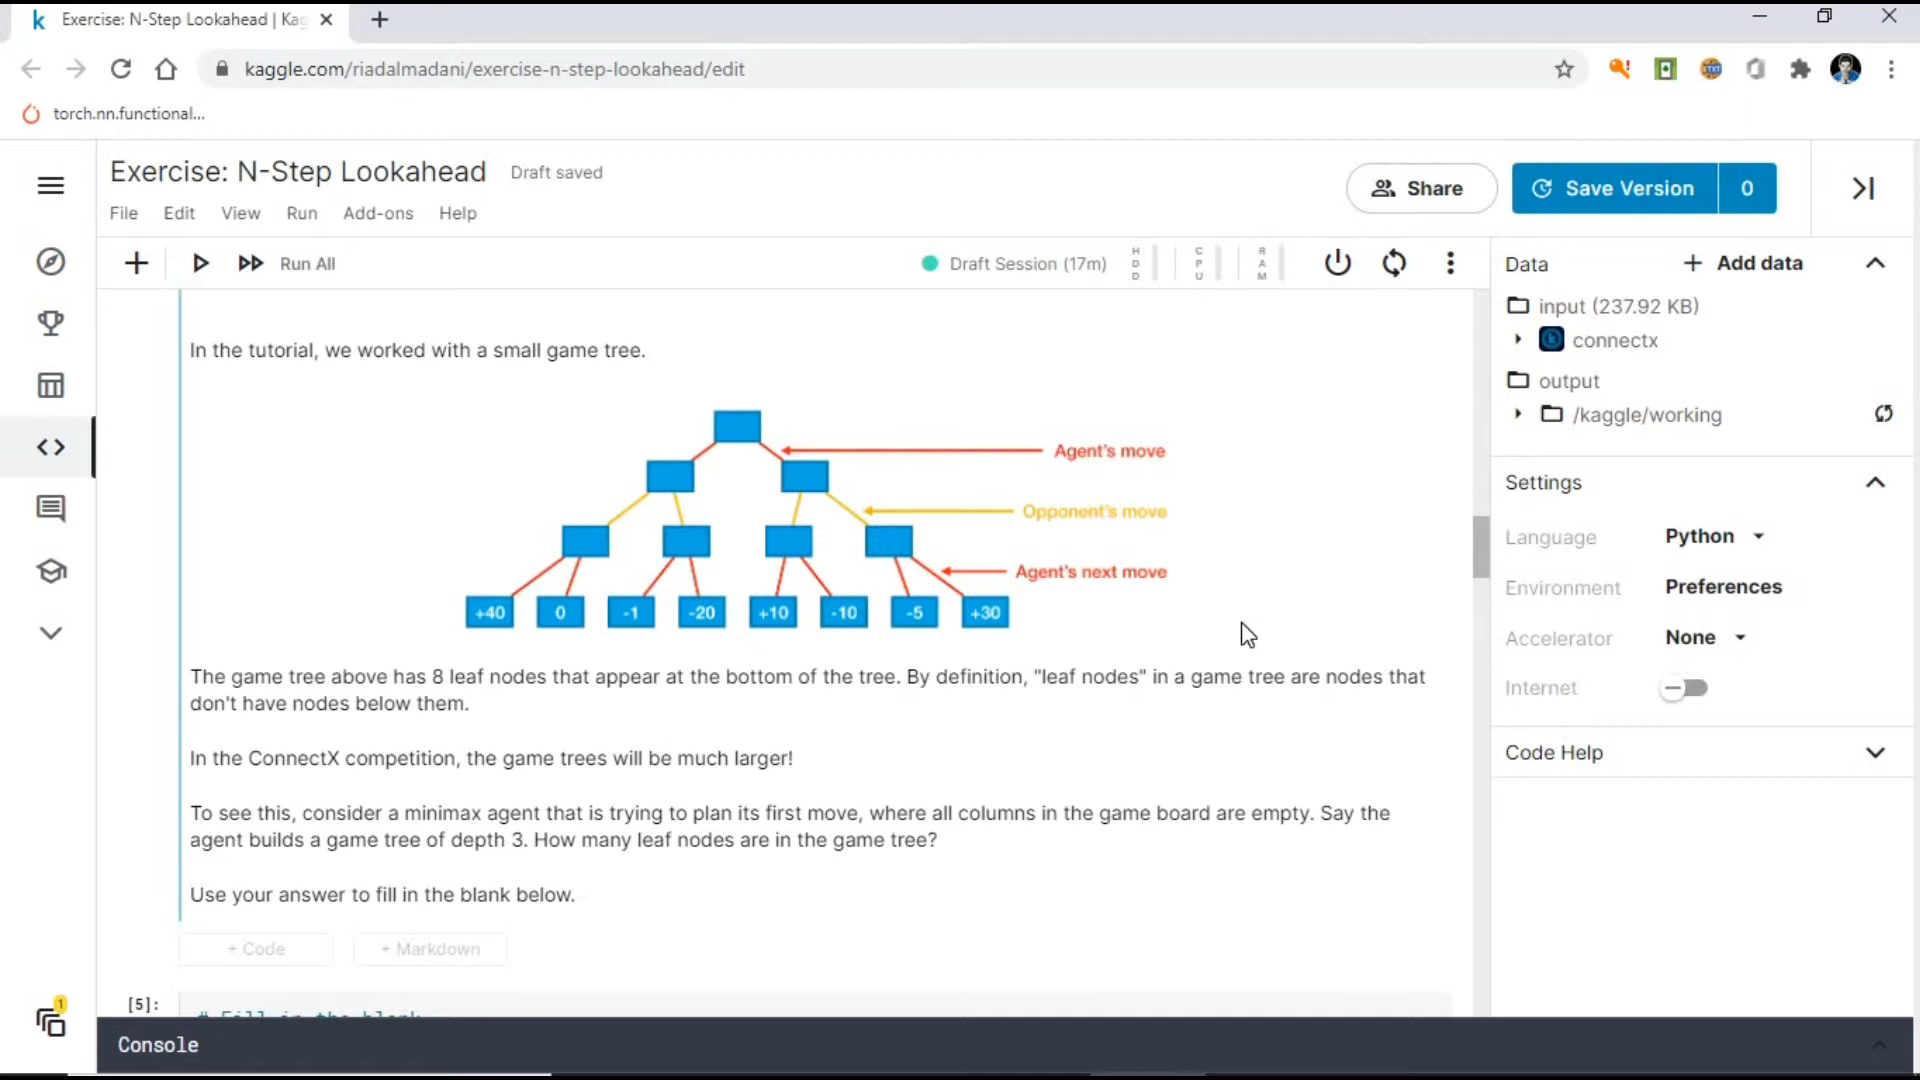 Exercise: N-Step Lookahead | Kag
kaggle.com/riadalmadani/exercise-n-step-lookahead/edit
torch.nn.functional...
Exercise: N-Step Lookahead Draft saved
Share
Save Version 0
File Edit View Run Add-ons Help
Run All
Draft Session (17m)
HDD
CPU
RAM
In the tutorial, we worked with a small game tree.
Agent's move
Opponent's move
Agent's next move
+40 0 -1 -20 +10 -10 -5 +30
The game tree above has 8 leaf nodes that appear at the bottom of the tree. By definition, "leaf nodes" in a game tree are nodes that
don't have nodes below them.
In the ConnectX competition, the game trees will be much larger!
To see this, consider a minimax agent that is trying to plan its first move, where all columns in the game board are empty. Say the
agent builds a game tree of depth 3. How many leaf nodes are in the game tree?
Use your answer to fill in the blank below.
+ Code + Markdown
[5]:
# Fill in the blank
Console
1
Data
+ Add data
input (237.92 KB)
connectx
output
/kaggle/working
Settings
Language Python
Environment Preferences
Accelerator None
Internet
Code Help